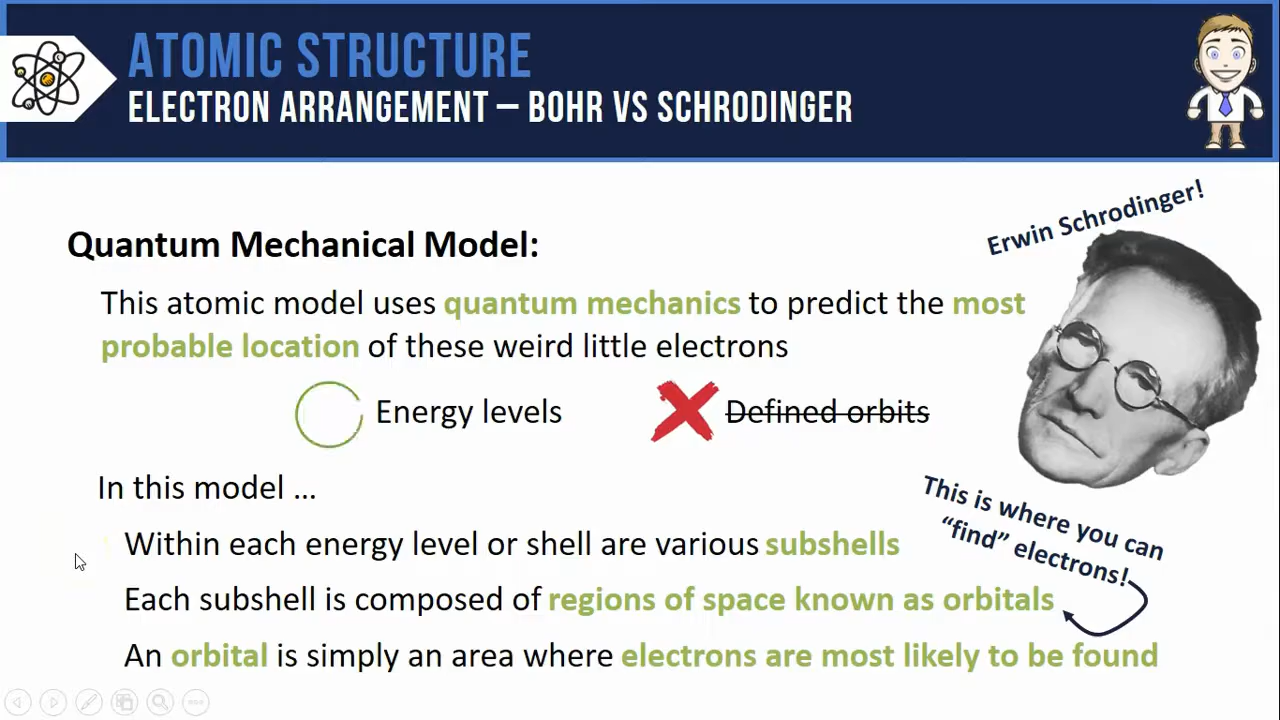 ATOMIC STRUCTURE
ELECTRON ARRANGEMENT – BOHR VS SCHRODINGER
Erwin Schrodinger!
Quantum Mechanical Model:
This atomic model uses quantum mechanics to predict the most
probable location of these weird little electrons
Energy levels
Defined orbits
In this model ...
This is where you can
“find” electrons!
Within each energy level or shell are various subshells
Each subshell is composed of regions of space known as orbitals
An orbital is simply an area where electrons are most likely to be found